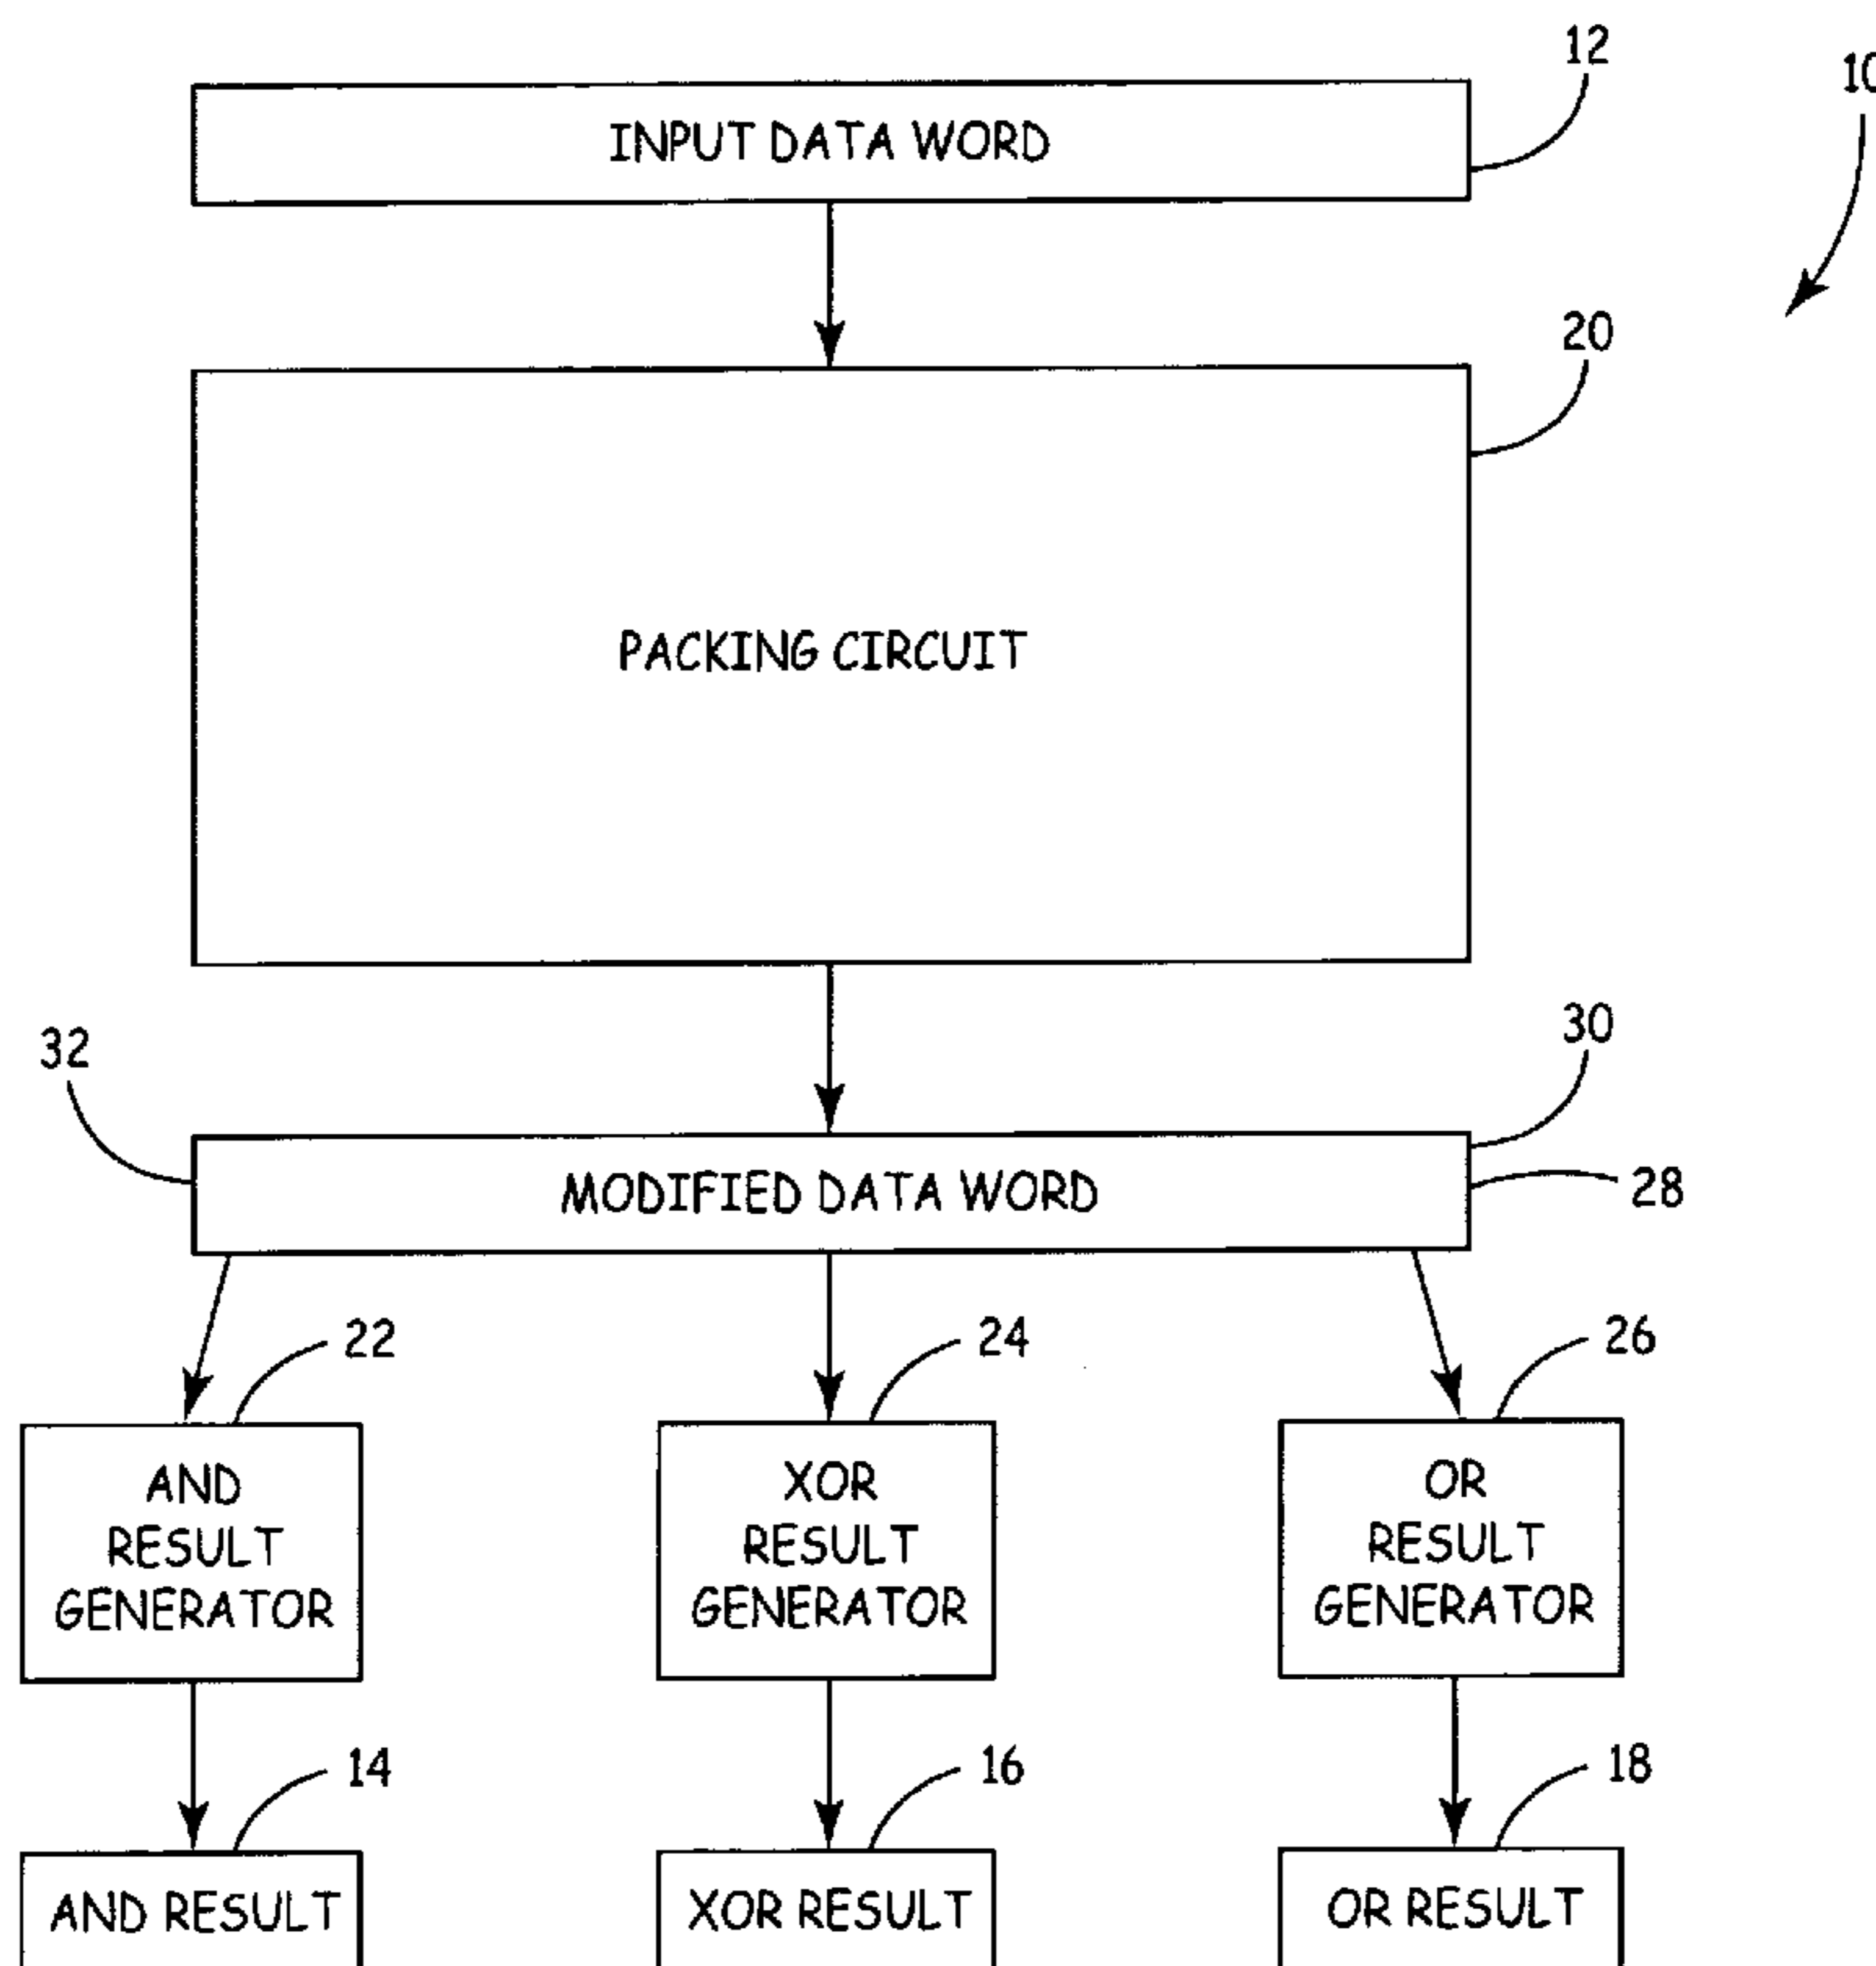 12
10
INPUT DATA WORD
20
PACKING CIRCUIT
30
32
MODIFIED DATA WORD
28
22
24
26
AND
RESULT
GENERATOR
XOR
RESULT
GENERATOR
OR
RESULT
GENERATOR
14
16
18
AND RESULT
XOR RESULT
OR RESULT